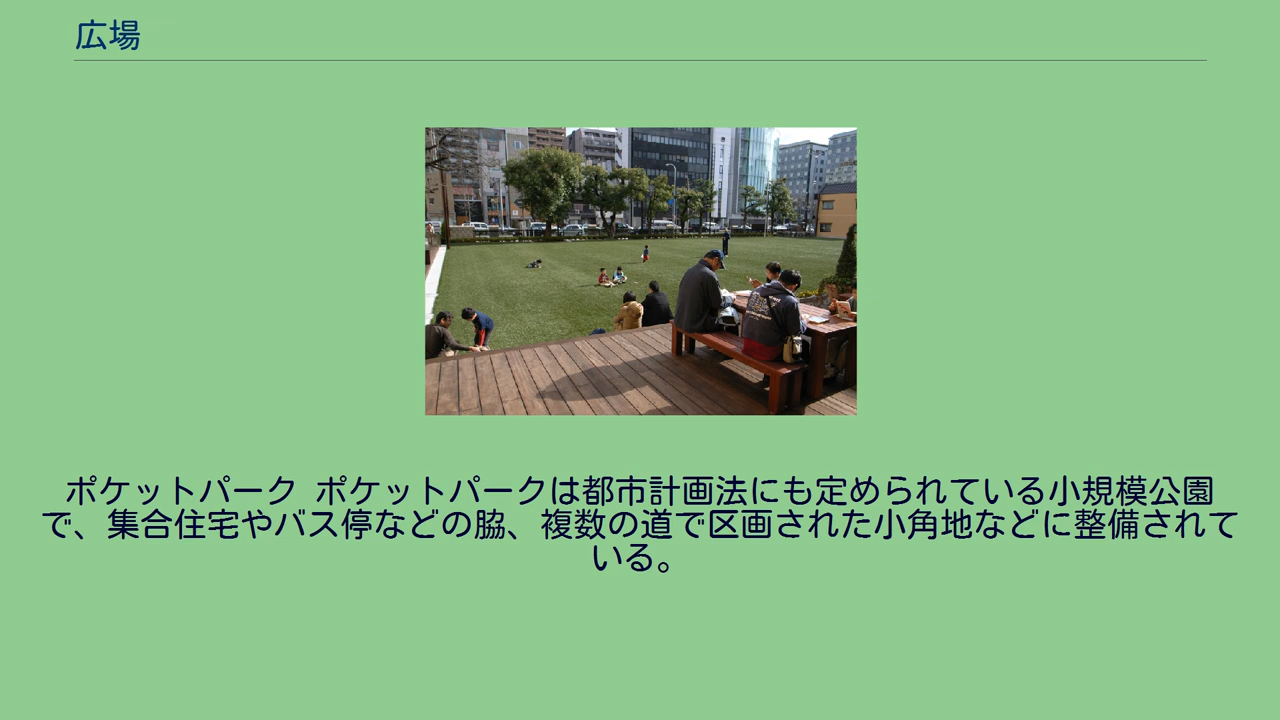 広場
ポケットパーク ポケットパークは都市計画法にも定められている小規模公園
で、集合住宅やバス停などの脇、複数の道で区画された小角地などに整備されて
いる。